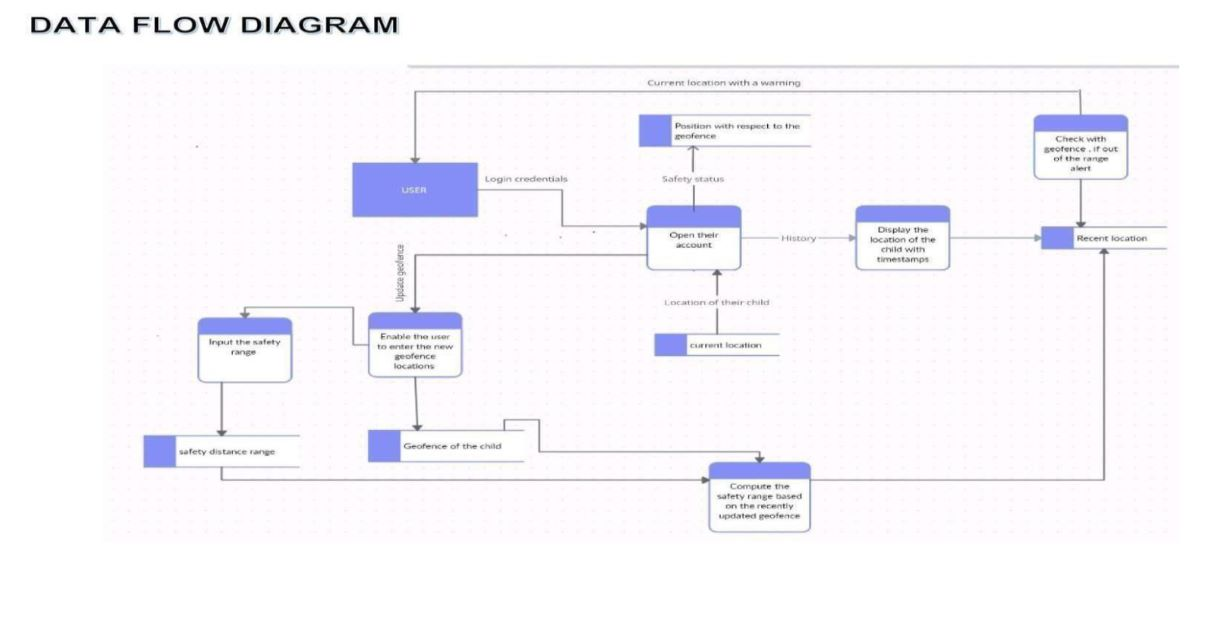 DATA FLOW DIAGRAM
Current location with a warning
Position with respect to the
geofence
Check with
geofence , if out
of the range
alert
USER
Login credentials
Safety status
Open their
account
History
Display the
location of the
child with
timestamps
Recent location
Update geofence
Location of their child
current location
Input the safety
range
Enable the user
to enter the new
geofence
locations
safety distance range
Geofence of the child
Compute the
safety range based
on the recently
updated geofence